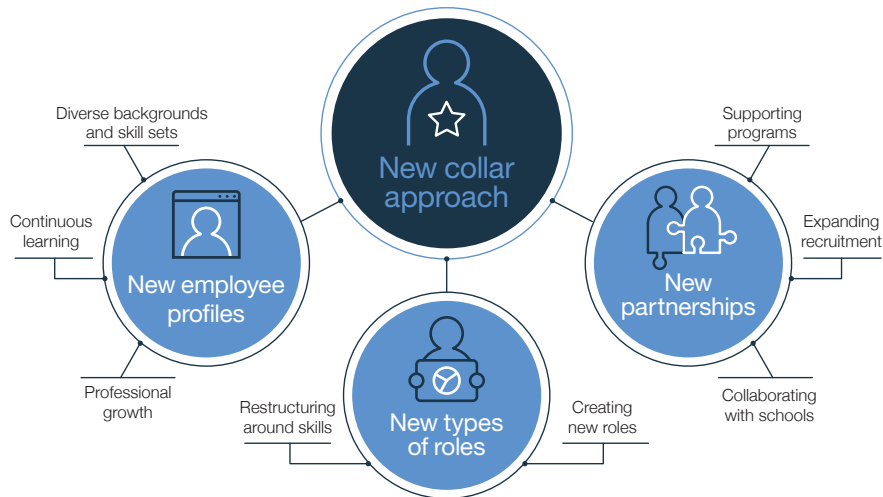 New collar
approach
Diverse backgrounds
and skill sets
Continuous
learning
Professional
growth
New employee
profiles
Restructuring
around skills
New types
of roles
Creating
new roles
New
partnerships
Supporting
programs
Expanding
recruitment
Collaborating
with schools